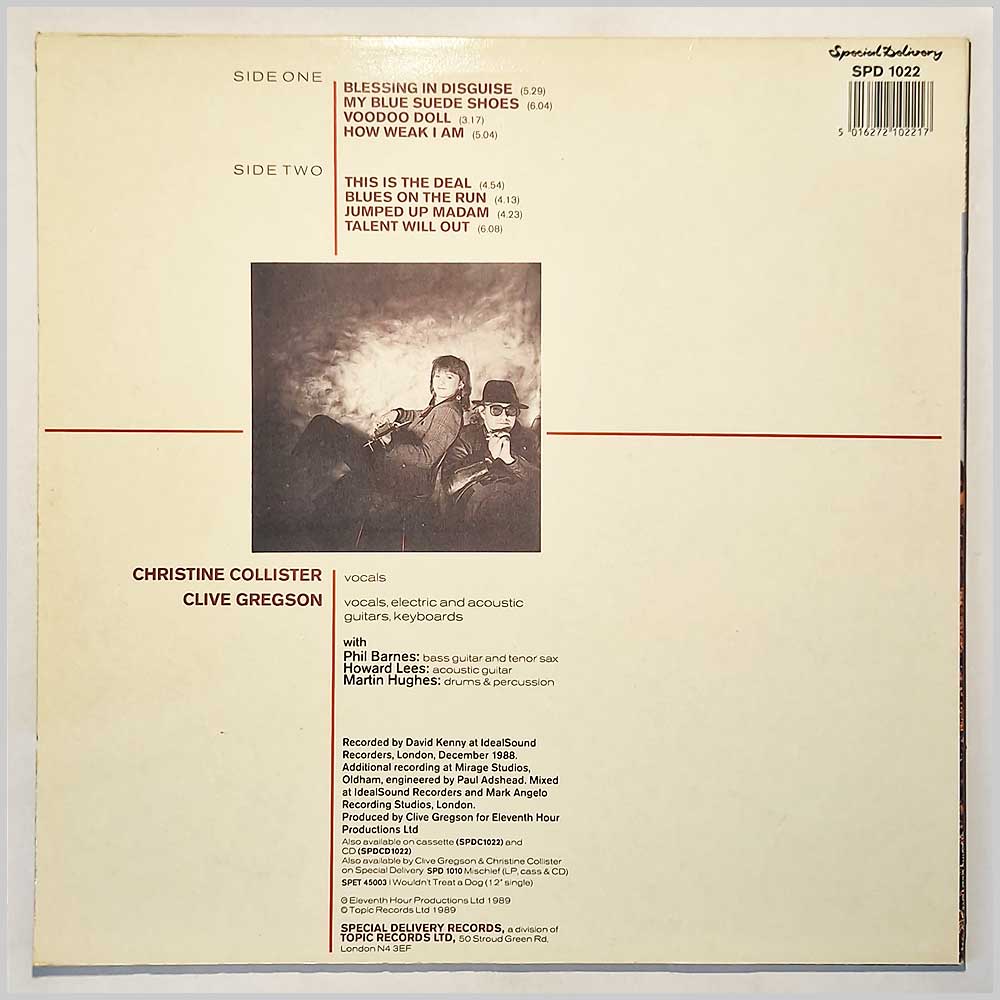 Special Delivery
SPD 1022
5 016272 102217
SIDE ONE
BLESSING IN DISGUISE (5.29)
MY BLUE SUEDE SHOES (6.04)
VOODOO DOLL (3.17)
HOW WEAK I AM (5.04)
SIDE TWO
THIS IS THE DEAL (4.54)
BLUES ON THE RUN (4.13)
JUMPED UP MADAM (4.23)
TALENT WILL OUT (6.08)
CHRISTINE COLLISTER vocals
CLIVE GREGSON vocals, electric and acoustic
guitars, keyboards
with
Phil Barnes: bass guitar and tenor sax
Howard Lees: acoustic guitar
Martin Hughes: drums & percussion
Recorded by David Kenny at IdealSound
Recorders, London, December 1988.
Additional recording at Mirage Studios,
Oldham, engineered by Paul Adshead. Mixed
at IdealSound Recorders and Mark Angelo
Recording Studios, London.
Produced by Clive Gregson for Eleventh Hour
Productions Ltd
Also available on cassette (SPDC1022) and
CD (SPDCD1022)
Also available by Clive Gregson & Christine Collister
on Special Delivery SPD 1010 Mischief (LP, cass & CD)
SPET 45003 I Wouldn't Treat a Dog (12" single)
℗ Eleventh Hour Productions Ltd 1989
© Topic Records Ltd 1989
SPECIAL DELIVERY RECORDS, a division of
TOPIC RECORDS LTD, 50 Stroud Green Rd,
London N4 3EF